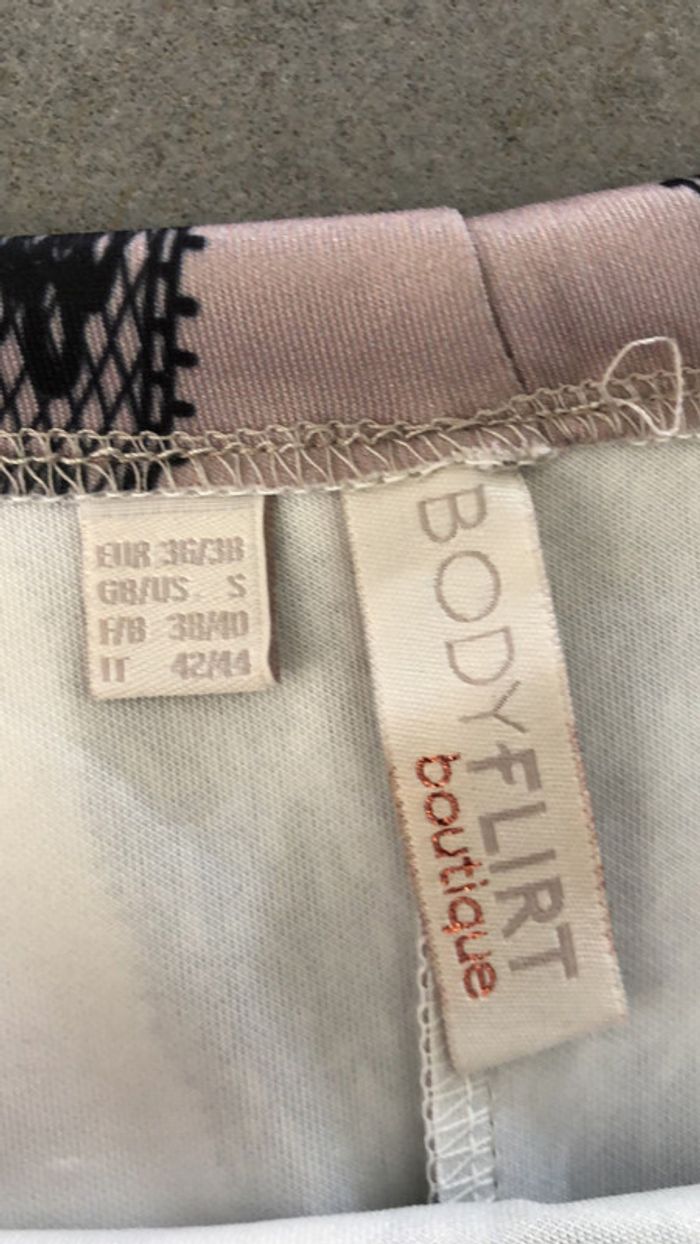 EUR 36/38
GB/US S
F/B 38/40
IT 42/44
BODYFLIRT
boutique